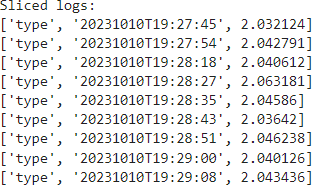 Sliced logs:
['type', '20231010T19:27:45', 2.032124]
['type', '20231010T19:27:54', 2.042791]
['type', '20231010T19:28:18', 2.040612]
['type', '20231010T19:28:27', 2.063181]
['type', '20231010T19:28:35', 2.04586]
['type', '20231010T19:28:43', 2.03642]
['type', '20231010T19:28:51', 2.046238]
['type', '20231010T19:29:00', 2.040126]
['type', '20231010T19:29:08', 2.043436]